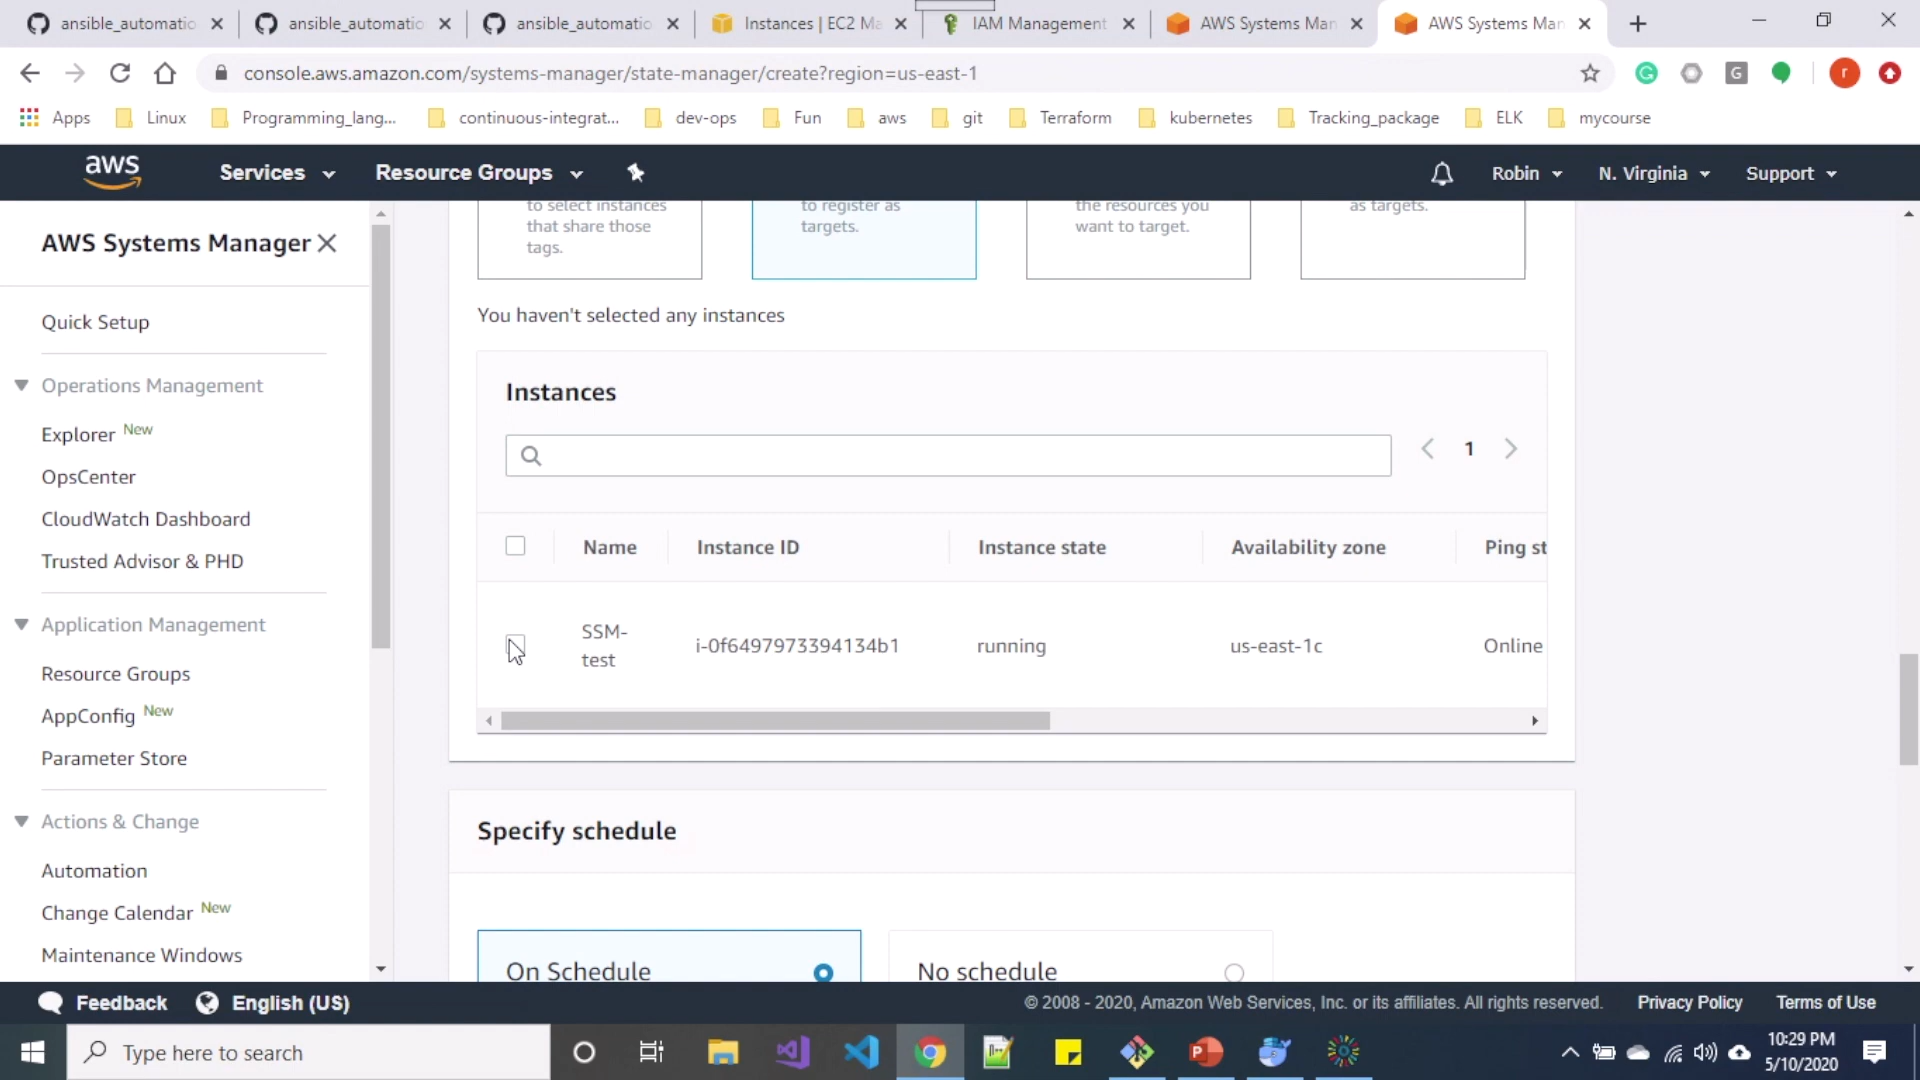 ansible_automatio
ansible_automatio
ansible_automatio
Instances | EC2 Ma
IAM Management
AWS Systems Man
AWS Systems Man
console.aws.amazon.com/systems-manager/state-manager/create?region=us-east-1
G
r
Apps
Linux
Programming_lang...
continuous-integrat...
dev-ops
Fun
aws
git
Terraform
kubernetes
Tracking_package
ELK
mycourse
aws
Services
Resource Groups
Robin
N. Virginia
Support
AWS Systems Manager
Quick Setup
Operations Management
Explorer New
OpsCenter
CloudWatch Dashboard
Trusted Advisor & PHD
Application Management
Resource Groups
AppConfig New
Parameter Store
Actions & Change
Automation
Change Calendar New
Maintenance Windows
to select instances
that share those
tags.
to register as
targets.
the resources you
want to target.
as targets.
You haven't selected any instances
Instances
1
Name
Instance ID
Instance state
Availability zone
Ping st
SSM-
test
i-0f6497973394134b1
running
us-east-1c
Online
Specify schedule
On Schedule
No schedule
Feedback
English (US)
© 2008 - 2020, Amazon Web Services, Inc. or its affiliates. All rights reserved.
Privacy Policy
Terms of Use
Type here to search
10:29 PM
5/10/2020